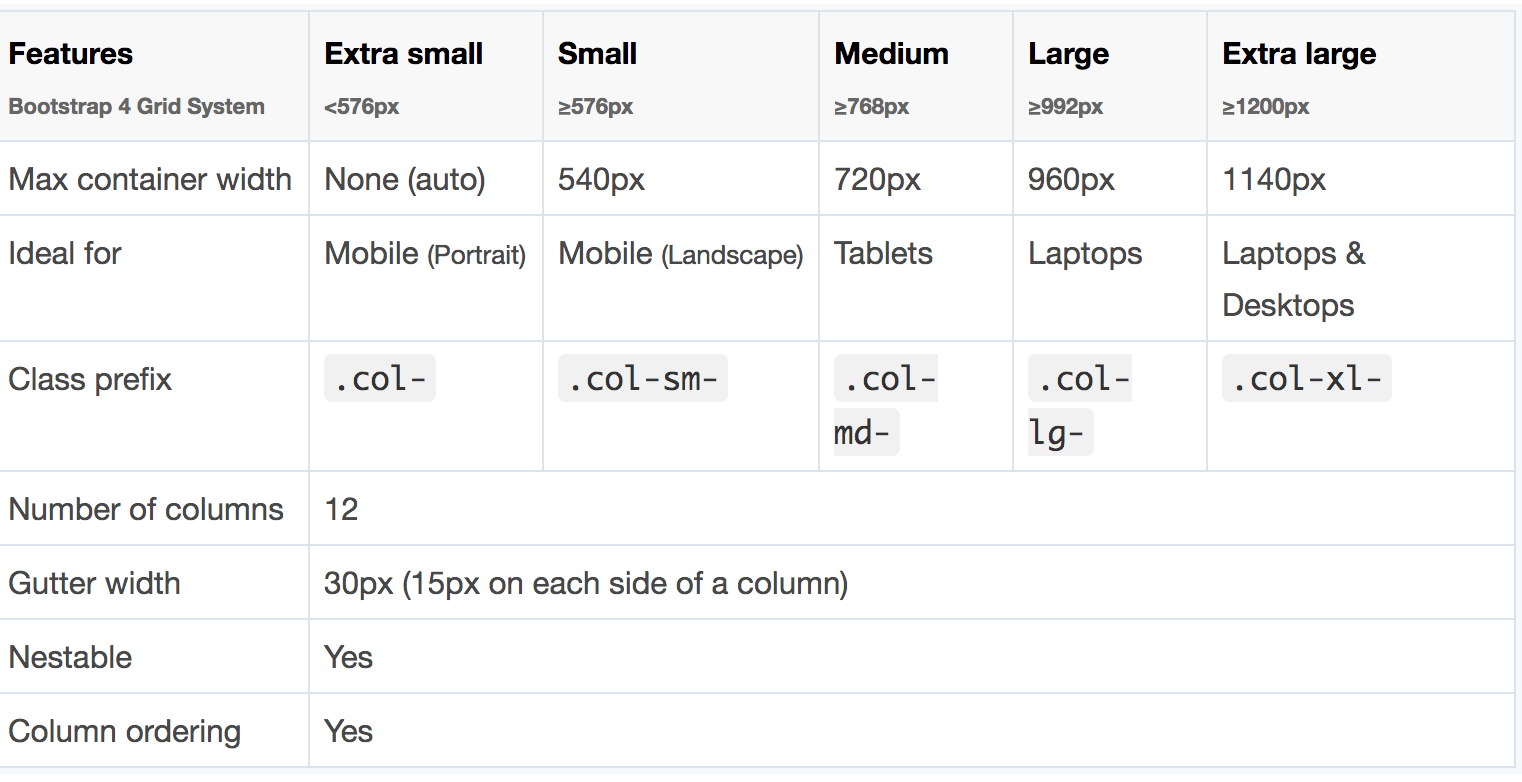 Features Extra small Small Medium Large Extra large
Bootstrap 4 Grid System <576px ≥576px ≥768px ≥992px ≥1200px
Max container width None (auto) 540px 720px 960px 1140px
Ideal for Mobile (Portrait) Mobile (Landscape) Tablets Laptops Laptops &
Desktops
Class prefix .col- .col-sm- .col- .col- .col-xl-
md- lg-
Number of columns 12
Gutter width 30px (15px on each side of a column)
Nestable Yes
Column ordering Yes